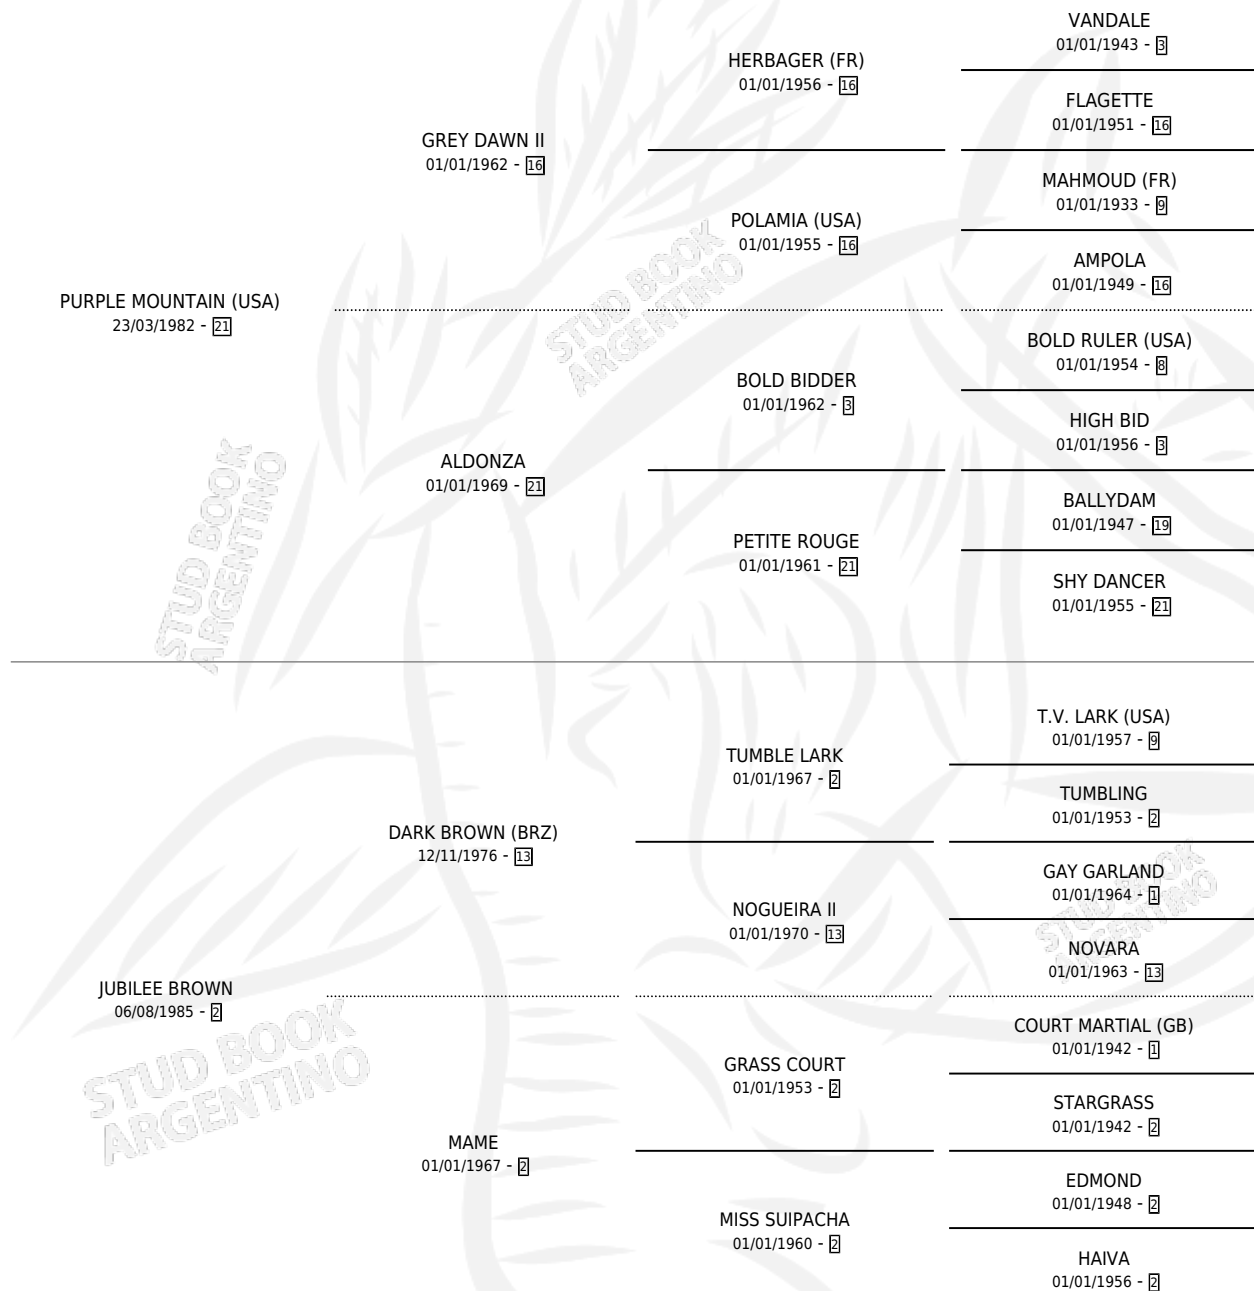 VANDALE
01/01/1943 - 3
HERBAGER (FR)
01/01/1956 - 16
FLAGETTE
01/01/1951 - 16
GREY DAWN II
01/01/1962 - 16
MAHMOUD (FR)
01/01/1933 - 9
POLAMIA (USA)
01/01/1955 - 16
AMPOLA
01/01/1949 - 16
PURPLE MOUNTAIN (USA)
23/03/1982 - 21
STUD BOOK
ARGENTINO
BOLD RULER (USA)
01/01/1954 - 8
BOLD BIDDER
01/01/1962 - 3
HIGH BID
01/01/1956 - 3
ALDONZA
01/01/1969 - 21
BALLYDAM
01/01/1947 - 19
PETITE ROUGE
01/01/1961 - 21
SHY DANCER
01/01/1955 - 21
STUD BOOK
ARGENTINO
T.V. LARK (USA)
01/01/1957 - 9
TUMBLE LARK
01/01/1967 - 2
TUMBLING
01/01/1953 - 2
DARK BROWN (BRZ)
12/11/1976 - 13
GAY GARLAND
01/01/1964 - 1
STUD BOOK
ARGENTINO
NOGUEIRA II
01/01/1970 - 13
NOVARA
01/01/1963 - 13
JUBILEE BROWN
06/08/1985 - 2
STUD BOOK
ARGENTINO
COURT MARTIAL (GB)
01/01/1942 - 1
GRASS COURT
01/01/1953 - 2
STARGRASS
01/01/1942 - 2
MAME
01/01/1967 - 2
EDMOND
01/01/1948 - 2
MISS SUIPACHA
01/01/1960 - 2
HAIVA
01/01/1956 - 2